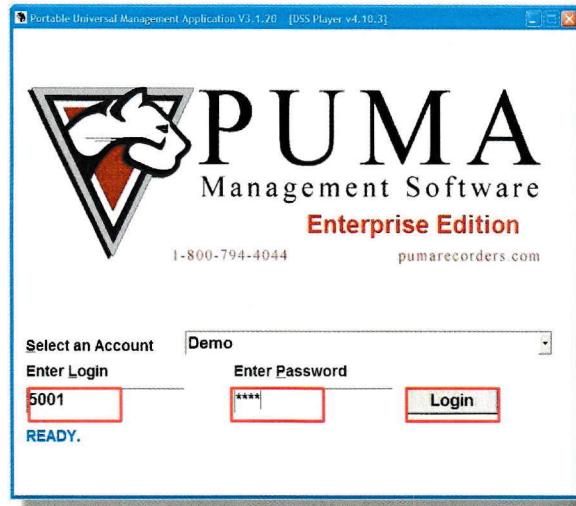 Portable Universal Management Application V3.1.20 [DSS Player v4.10.3]
PUMA
Management Software
Enterprise Edition
1-800-794-4044 pumarecorders.com
Select an Account Demo
Enter Login Enter Password
5001 **** Login
READY.